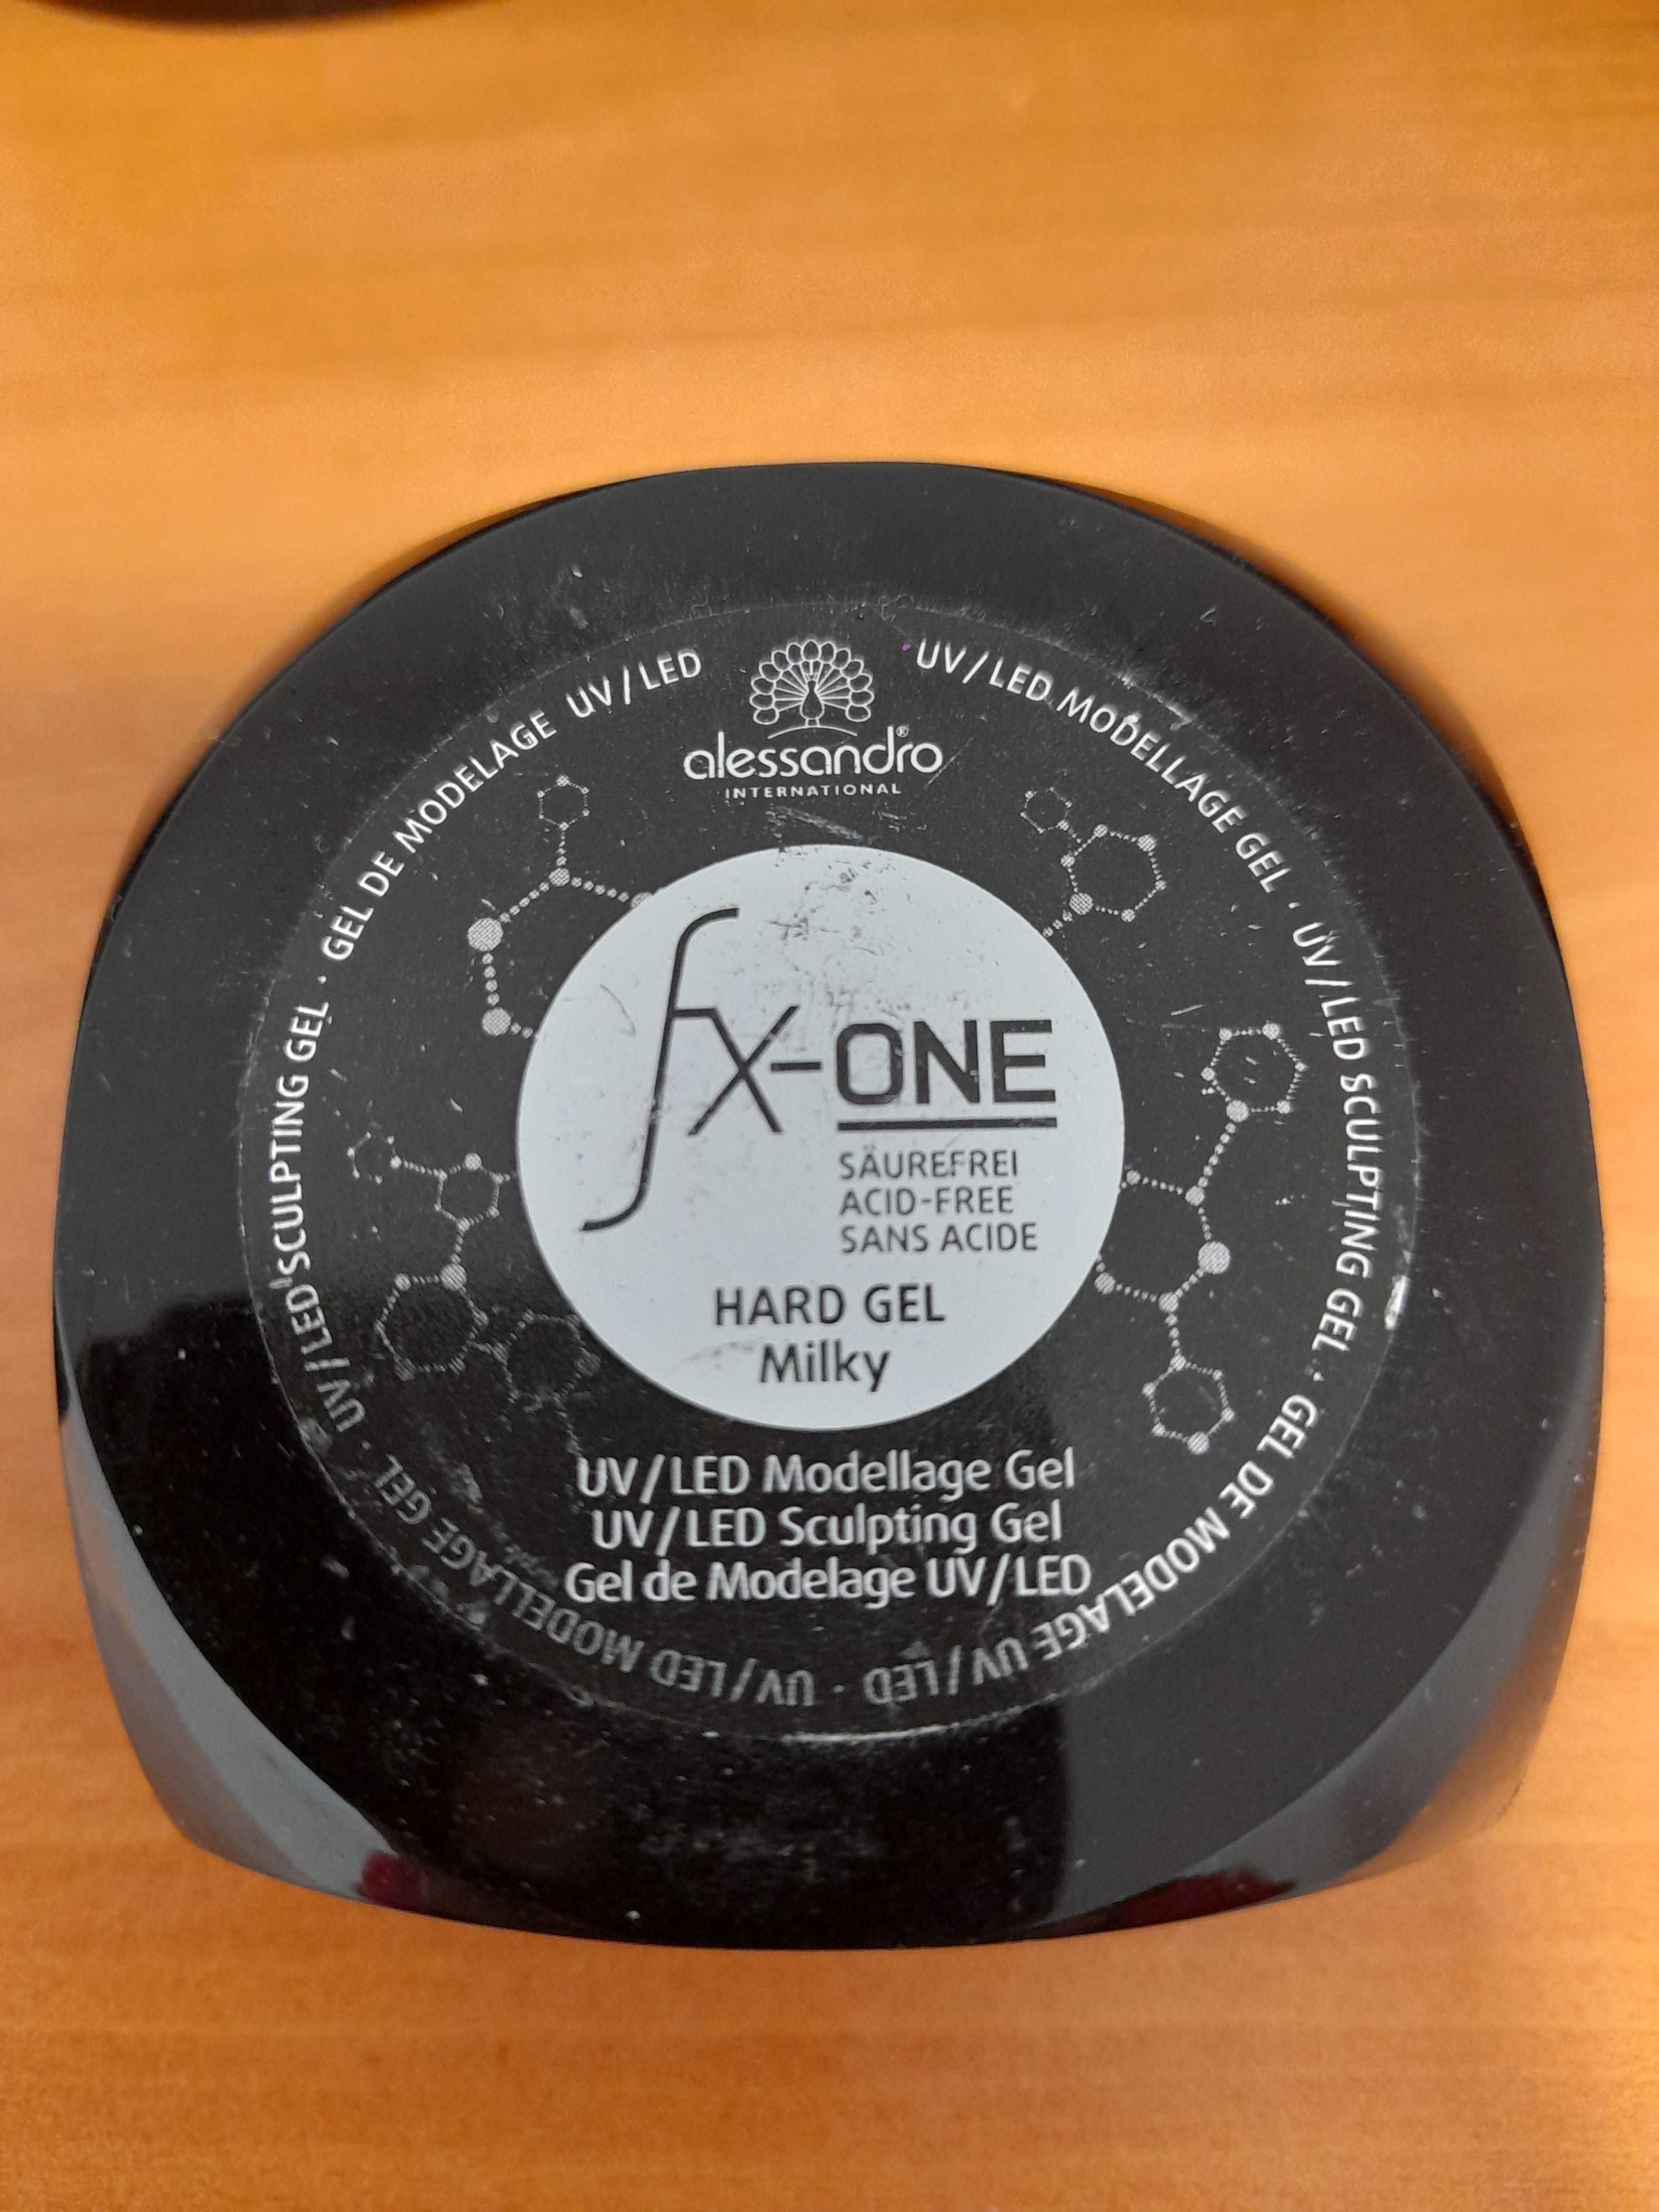 alessandro®
INTERNATIONAL
UV/LED MODELLAGE GEL · UV/LED SCULPTING GEL · GEL DE MODELAGE UV/LED · UV/LED MODELLAGE GEL · UV/LED SCULPTING GEL · GEL DE MODELAGE UV/LED
fx-ONE
SÄUREFREI
ACID-FREE
SANS ACIDE
HARD GEL
Milky
UV/LED Modellage Gel
UV/LED Sculpting Gel
Gel de Modelage UV/LED